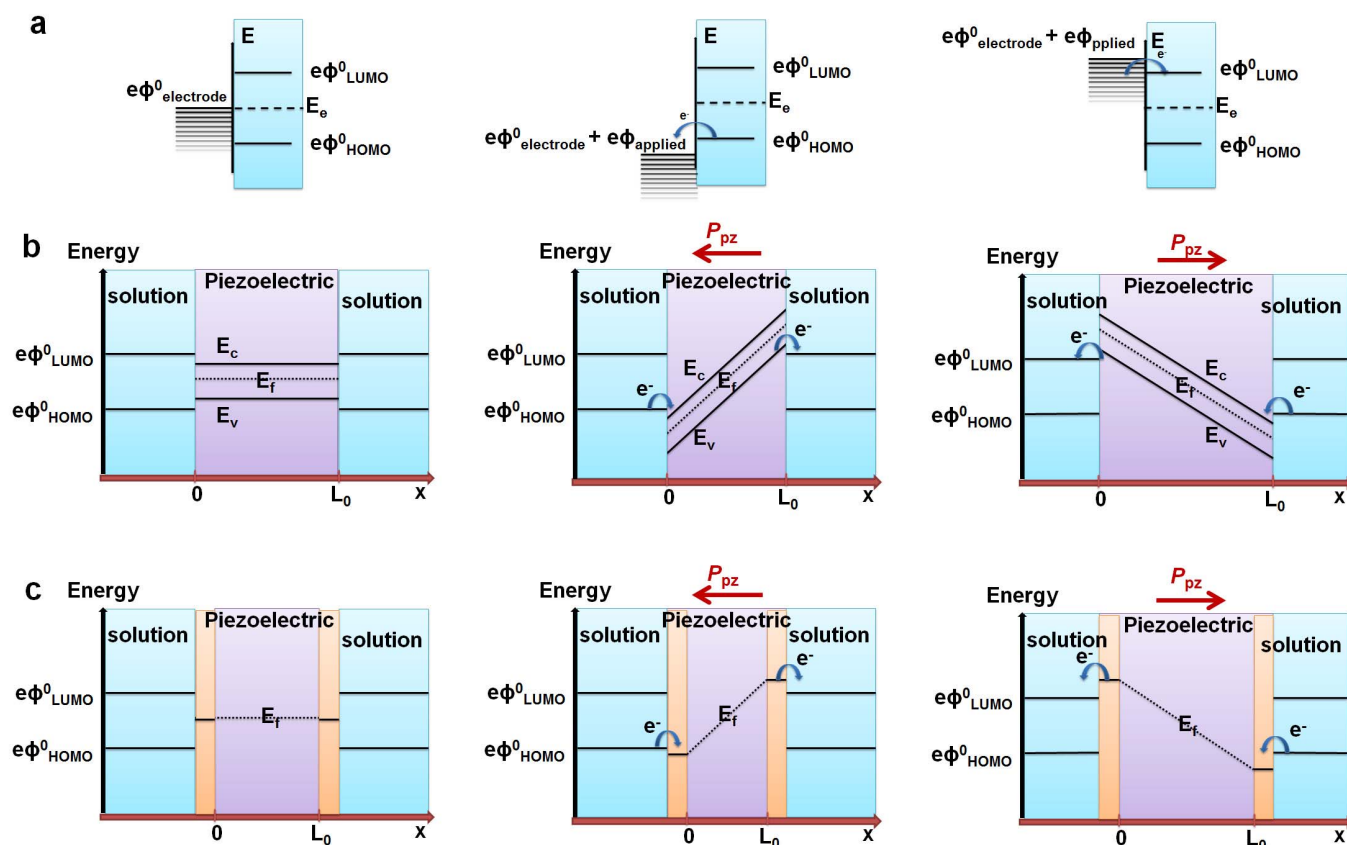 a
E
eϕ⁰LUMO
eϕ⁰electrode
Ee
eϕ⁰HOMO
E
eϕ⁰LUMO
Ee
e-
eϕ⁰electrode + eϕapplied
eϕ⁰HOMO
eϕ⁰electrode + eϕpplied
E
e-
eϕ⁰LUMO
Ee
eϕ⁰HOMO
b
Energy
solution
Piezoelectric
solution
eϕ⁰LUMO
Ec
Ef
eϕ⁰HOMO
Ev
0
L0
x
Ppz
Energy
solution
Piezoelectric
solution
e-
eϕ⁰LUMO
Ec
Ef
e-
eϕ⁰HOMO
Ev
0
L0
x
Ppz
Energy
solution
Piezoelectric
solution
e-
eϕ⁰LUMO
Ec
Ef
e-
eϕ⁰HOMO
Ev
0
L0
x
c
Energy
solution
Piezoelectric
solution
eϕ⁰LUMO
Ef
eϕ⁰HOMO
0
L0
x
Ppz
Energy
solution
Piezoelectric
solution
e-
eϕ⁰LUMO
Ef
e-
eϕ⁰HOMO
0
L0
x
Ppz
Energy
solution
Piezoelectric
solution
e-
eϕ⁰LUMO
Ef
e-
eϕ⁰HOMO
0
L0
x